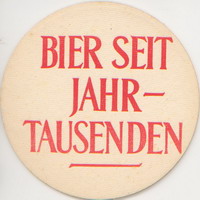 BIER SEIT
JAHR-
TAUSENDEN